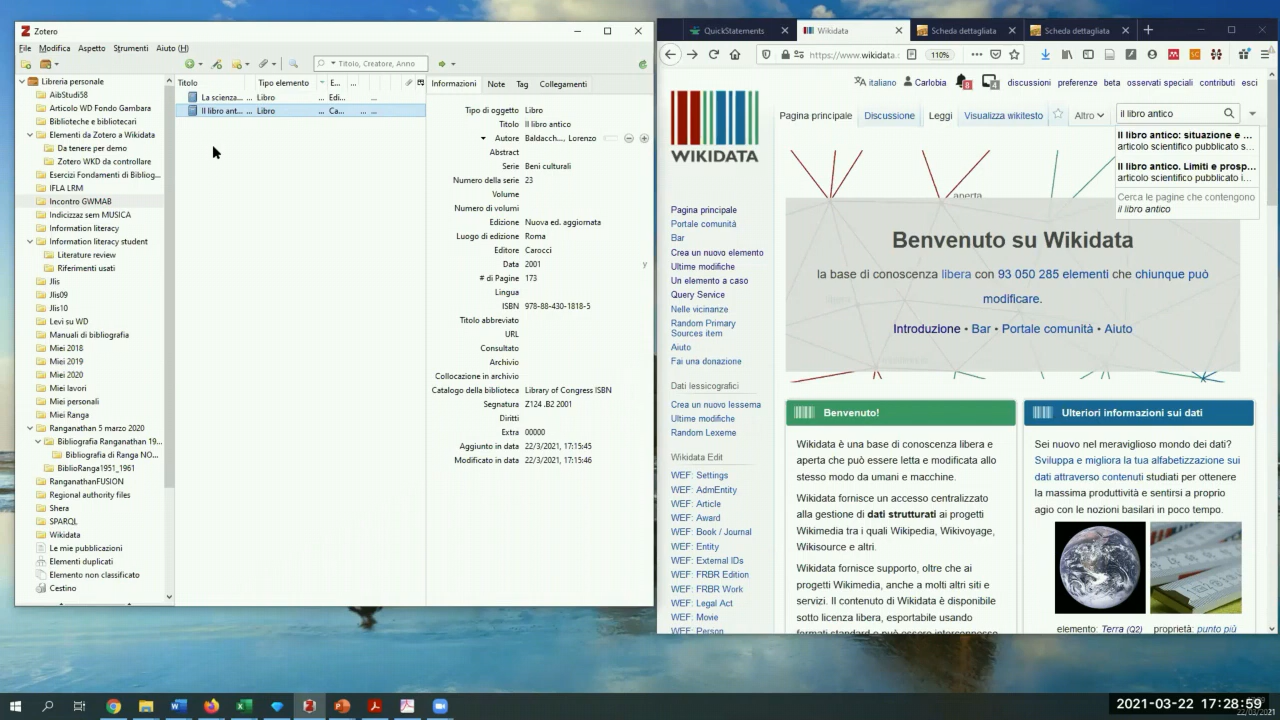 Zotero
File Modifica Aspetto Strumenti Aiuto (H)
Titolo, Creatore, Anno
Libreria personale
AibStudi58
Articolo WD Fondo Gambara
Biblioteche e bibliotecari
Elementi da Zotero a Wikidata
Da tenere per demo
Zotero WKD da controllare
Esercizi Fondamenti di Bibliog...
IFLA LRM
Incontro GWMAB
Indicizzaz sem MUSICA
Information literacy
Information literacy student
Literature review
Riferimenti usati
Jlis
Jlis09
Jlis10
Levi su WD
Manuali di bibliografia
Miei 2018
Miei 2019
Miei 2020
Miei lavori
Miei personali
Miei Ranga
Ranganathan 5 marzo 2020
Bibliografia Ranganathan 19...
Bibliografia di Ranga NO...
BiblioRanga1951_1961
RanganathanFUSION
Regional authority files
Shera
SPARQL
Wikidata
Le mie pubblicazioni
Elementi duplicati
Elemento non classificato
Cestino
Titolo Tipo elemento E... ...
La scienza... ... Libro ... Edi... ...
Il libro ant... ... Libro ... Ca... ...
Informazioni Note Tag Collegamenti
Tipo di oggetto Libro
Titolo Il libro antico
Autore Baldacch..., Lorenzo
Abstract
Serie Beni culturali
Numero della serie 23
Volume
Numero di volumi
Edizione Nuova ed. aggiornata
Luogo di edizione Roma
Editore Carocci
Data 2001 y
# di Pagine 173
Lingua
ISBN 978-88-430-1818-5
Titolo abbreviato
URL
Consultato
Archivio
Collocazione in archivio
Catalogo della biblioteca Library of Congress ISBN
Segnatura Z124 .B2 2001
Diritti
Extra 00000
Aggiunto in data 22/3/2021, 17:15:45
Modificato in data 22/3/2021, 17:15:46
QuickStatements Wikidata Scheda dettagliata Scheda dettagliata
https://www.wikidata. 110%
italiano Carlobia 8 4 discussioni preferenze beta osservati speciali contributi esci
WIKIDATA
Pagina principale Discussione Leggi Visualizza wikitesto Altro il libro antico
Il libro antico: situazione e ...
articolo scientifico pubblicato s...
Il libro antico. Limiti e prosp...
articolo scientifico pubblicato i...
Cerca le pagine che contengono
il libro antico
Pagina principale
Portale comunità
Bar
Crea un nuovo elemento
Ultime modifiche
Un elemento a caso
Query Service
Nelle vicinanze
Random Primary
Sources item
Aiuto
Fai una donazione
Dati lessicografici
Crea un nuovo lessema
Ultime modifiche
Random Lexeme
Wikidata Edit
WEF: Settings
WEF: AdmEntity
WEF: Article
WEF: Award
WEF: Book / Journal
WEF: Entity
WEF: External IDs
WEF: FRBR Edition
WEF: FRBR Work
WEF: Legal Act
WEF: Movie
WEF: Person
aperta
Benvenuto su Wikidata
la base di conoscenza libera con 93 050 285 elementi che chiunque può
modificare.
Introduzione • Bar • Portale comunità • Aiuto
Benvenuto!
Wikidata è una base di conoscenza libera e
aperta che può essere letta e modificata allo
stesso modo da umani e macchine.
Wikidata fornisce un accesso centralizzato
alla gestione di dati strutturati ai progetti
Wikimedia tra i quali Wikipedia, Wikivoyage,
Wikisource e altri.
Wikidata fornisce supporto, oltre che ai
progetti Wikimedia, anche a molti altri siti e
servizi. Il contenuto di Wikidata è disponibile
sotto licenza libera, esportabile usando
formati standard e può essere interconnesso
Ulteriori informazioni sui dati
Sei nuovo nel meraviglioso mondo dei dati?
Sviluppa e migliora la tua alfabetizzazione sui
dati attraverso contenuti studiati per ottenere
la massima produttività e sentirsi a proprio
agio con le nozioni basilari in poco tempo.
elemento: Terra (Q2) proprietà: punto più
2021-03-22 17:28:59
22/03/2021